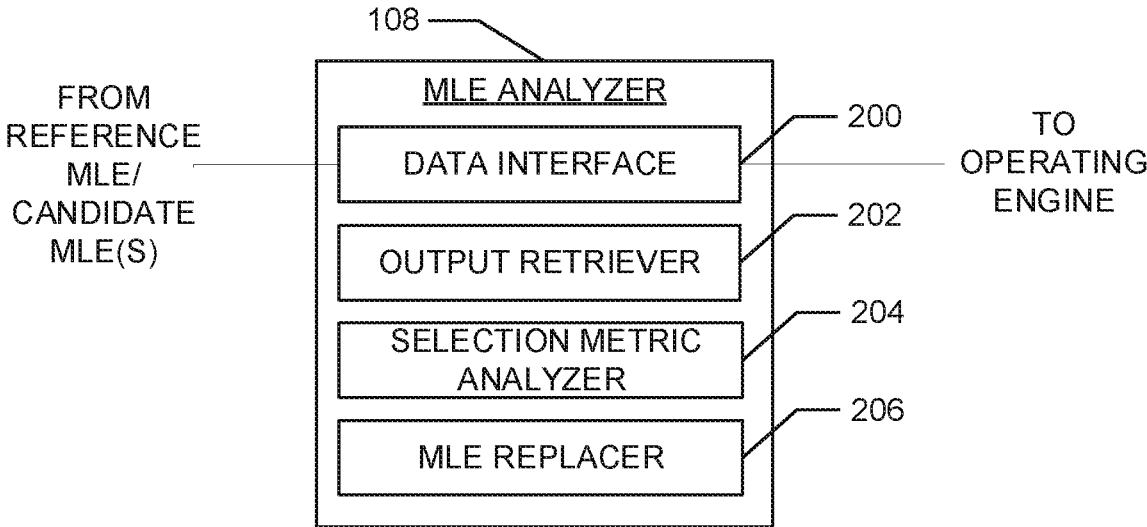 108
MLE ANALYZER
FROM
REFERENCE
MLE/
CANDIDATE
MLE(S)
DATA INTERFACE
200
TO
OPERATING
ENGINE
OUTPUT RETRIEVER
202
SELECTION METRIC
ANALYZER
204
MLE REPLACER
206